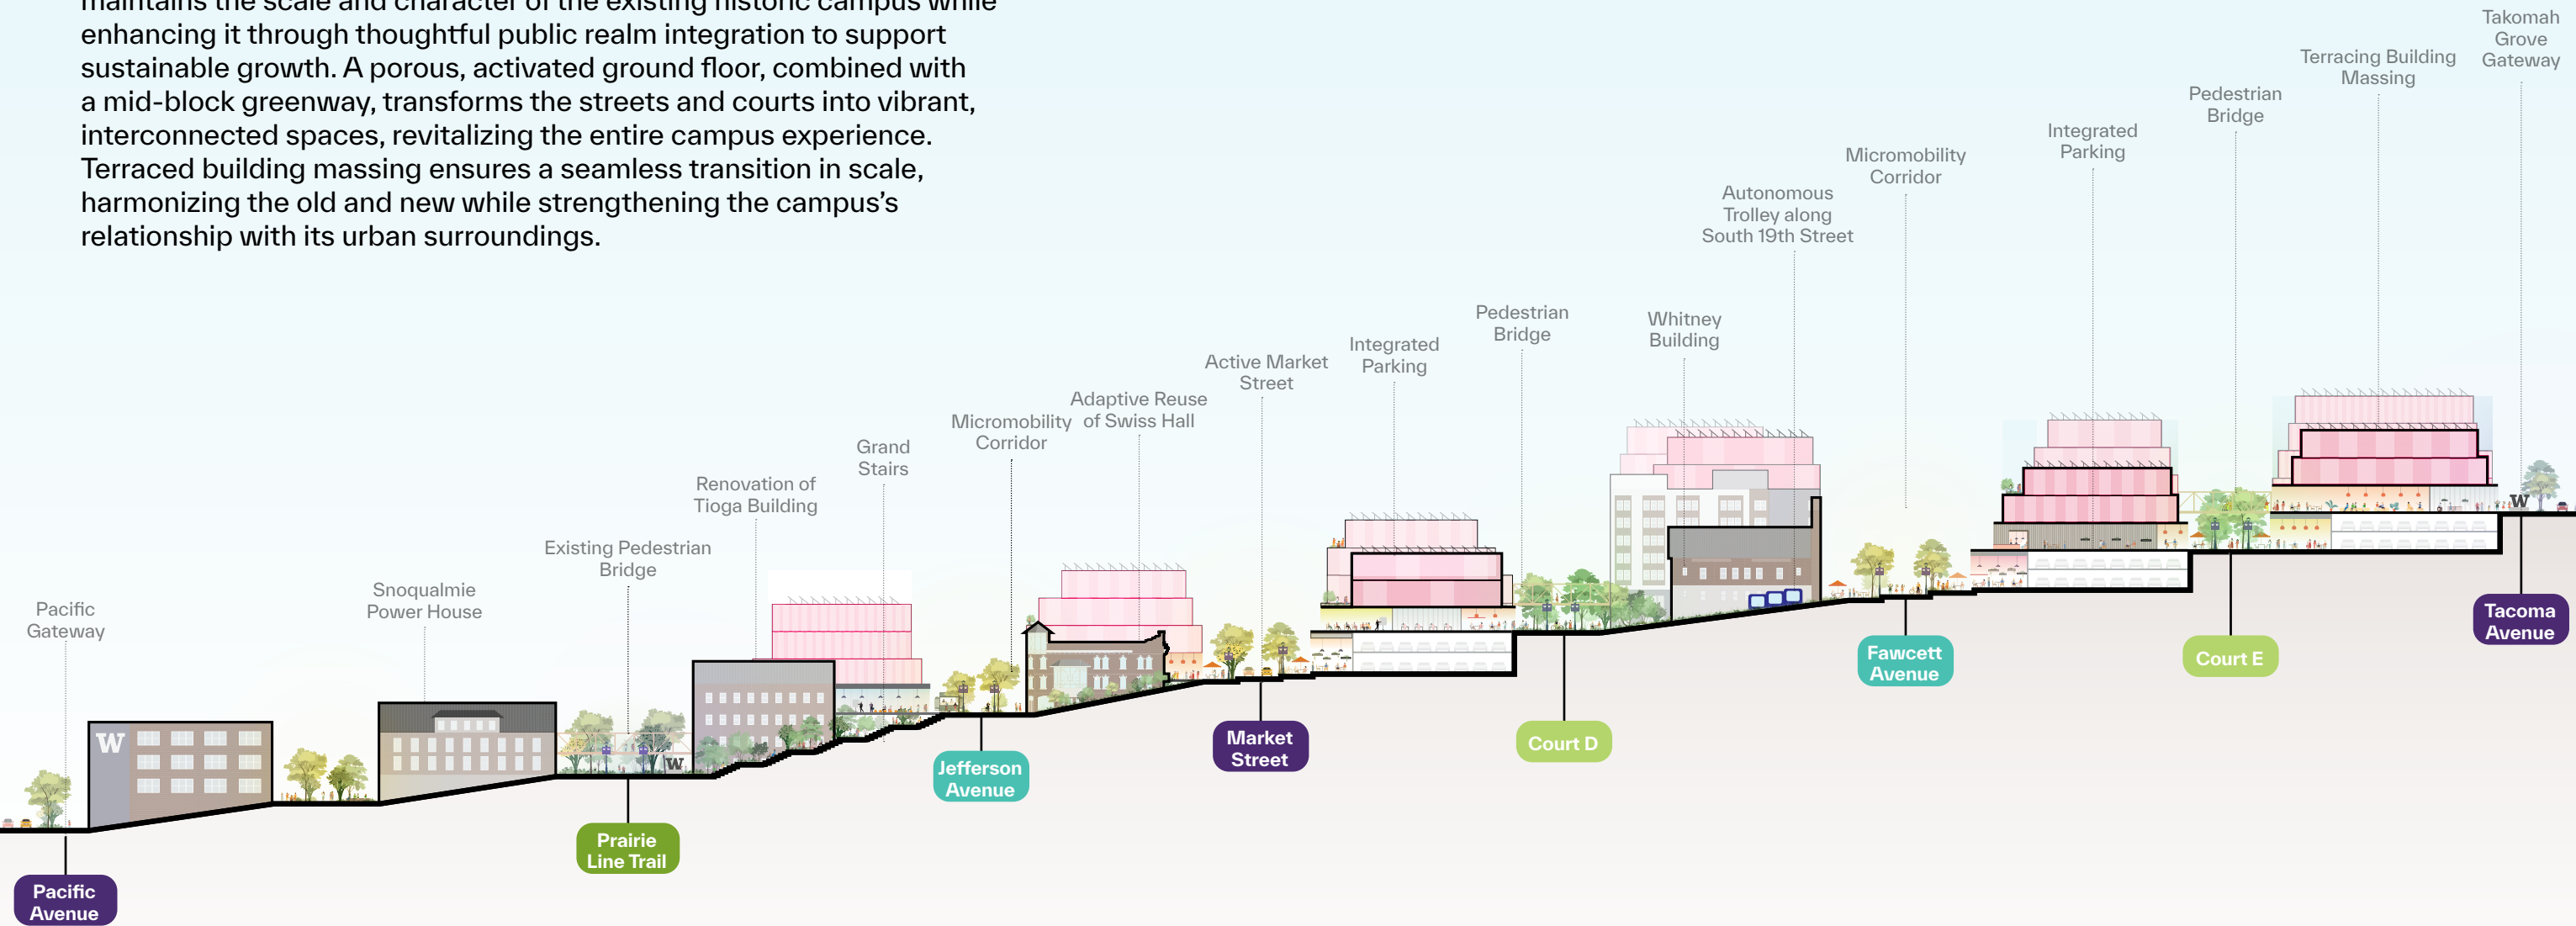 maintains the scale and character of the existing historic campus while
enhancing it through thoughtful public realm integration to support
sustainable growth. A porous, activated ground floor, combined with
a mid-block greenway, transforms the streets and courts into vibrant,
interconnected spaces, revitalizing the entire campus experience.
Terraced building massing ensures a seamless transition in scale,
harmonizing the old and new while strengthening the campus's
relationship with its urban surroundings.
Pacific
Gateway
Snoqualmie
Power House
Existing Pedestrian
Bridge
Renovation of
Tioga Building
Grand
Stairs
Micromobility
Corridor
Adaptive Reuse
of Swiss Hall
Active Market
Street
Integrated
Parking
Pedestrian
Bridge
Whitney
Building
Autonomous
Trolley along
South 19th Street
Micromobility
Corridor
Integrated
Parking
Pedestrian
Bridge
Terracing Building
Massing
Takomah
Grove
Gateway
W
W
W
Pacific
Avenue
Prairie
Line Trail
Jefferson
Avenue
Market
Street
Court D
Fawcett
Avenue
Court E
Tacoma
Avenue